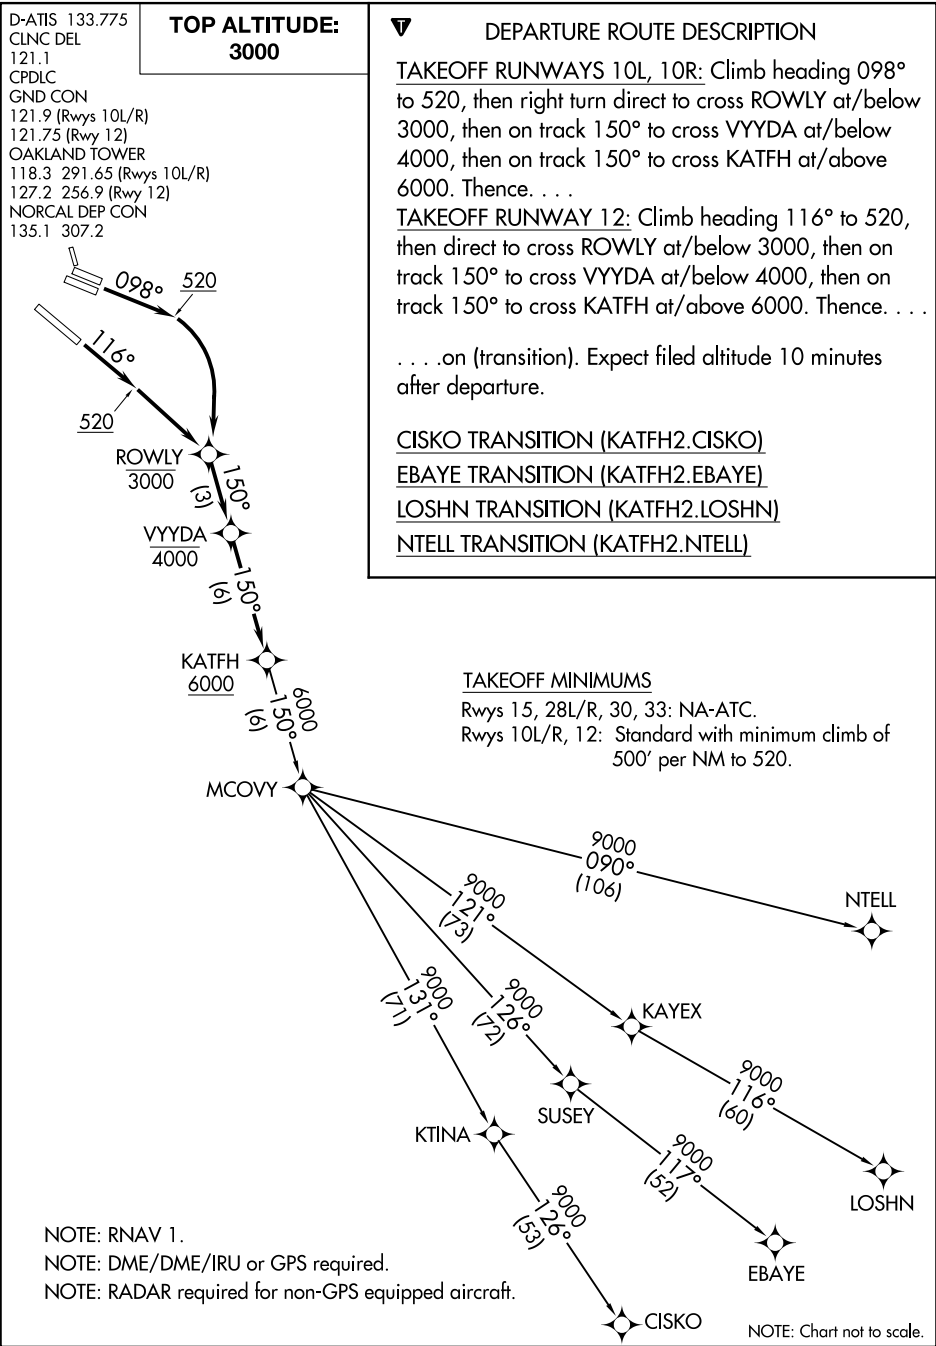 D-ATIS 133.775
CLNC DEL
121.1
CPDLC
GND CON
121.9 (Rwys 10L/R)
121.75 (Rwy 12)
OAKLAND TOWER
118.3 291.65 (Rwys 10L/R)
127.2 256.9 (Rwy 12)
NORCAL DEP CON
135.1 307.2
TOP ALTITUDE:
3000
T
DEPARTURE ROUTE DESCRIPTION
TAKEOFF RUNWAYS 10L, 10R: Climb heading 098°
to 520, then right turn direct to cross ROWLY at/below
3000, then on track 150° to cross VYYDA at/below
4000, then on track 150° to cross KATFH at/above
6000. Thence. . . .
TAKEOFF RUNWAY 12: Climb heading 116° to 520,
then direct to cross ROWLY at/below 3000, then on
track 150° to cross VYYDA at/below 4000, then on
track 150° to cross KATFH at/above 6000. Thence. . . .
. . . .on (transition). Expect filed altitude 10 minutes
after departure.
CISKO TRANSITION (KATFH2.CISKO)
EBAYE TRANSITION (KATFH2.EBAYE)
LOSHN TRANSITION (KATFH2.LOSHN)
NTELL TRANSITION (KATFH2.NTELL)
098°
520
116°
520
ROWLY
3000
150°
(3)
VYYDA
4000
150°
(6)
KATFH
6000
6000
150°
(6)
TAKEOFF MINIMUMS
Rwys 15, 28L/R, 30, 33: NA-ATC.
Rwys 10L/R, 12: Standard with minimum climb of
500' per NM to 520.
MCOVY
9000
090°
(106)
NTELL
9000
121°
(73)
KAYEX
9000
126°
(72)
SUSEY
9000
131°
(71)
KTINA
9000
116°
(60)
LOSHN
9000
117°
(52)
EBAYE
9000
126°
(53)
CISKO
NOTE: RNAV 1.
NOTE: DME/DME/IRU or GPS required.
NOTE: RADAR required for non-GPS equipped aircraft.
NOTE: Chart not to scale.